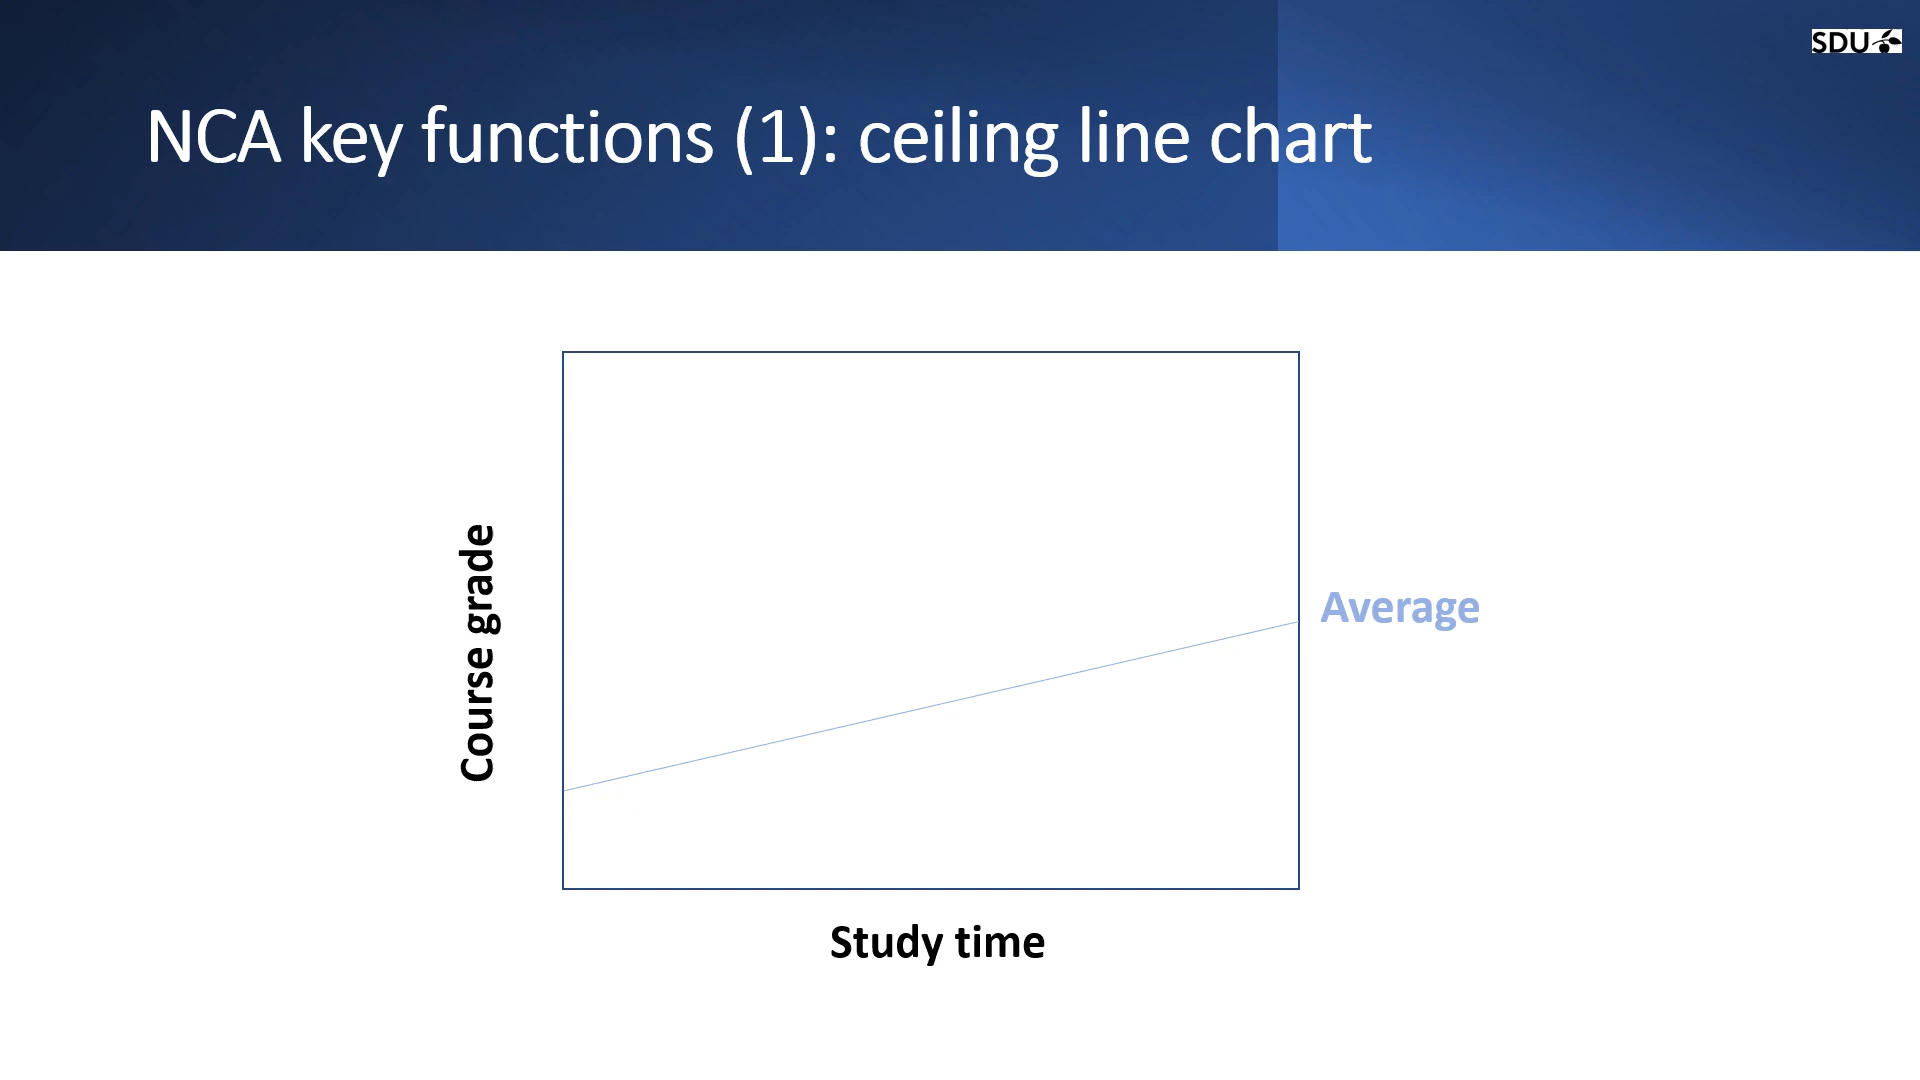 SDU
NCA key functions (1): ceiling line chart
Course grade
Average
Study time